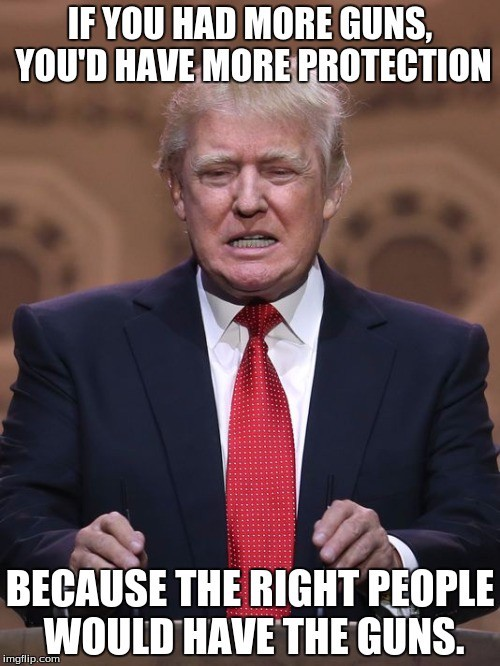 IF YOU HAD MORE GUNS,
YOU'D HAVE MORE PROTECTION
BECAUSE THE RIGHT PEOPLE
WOULD HAVE THE GUNS.
imgflip.com